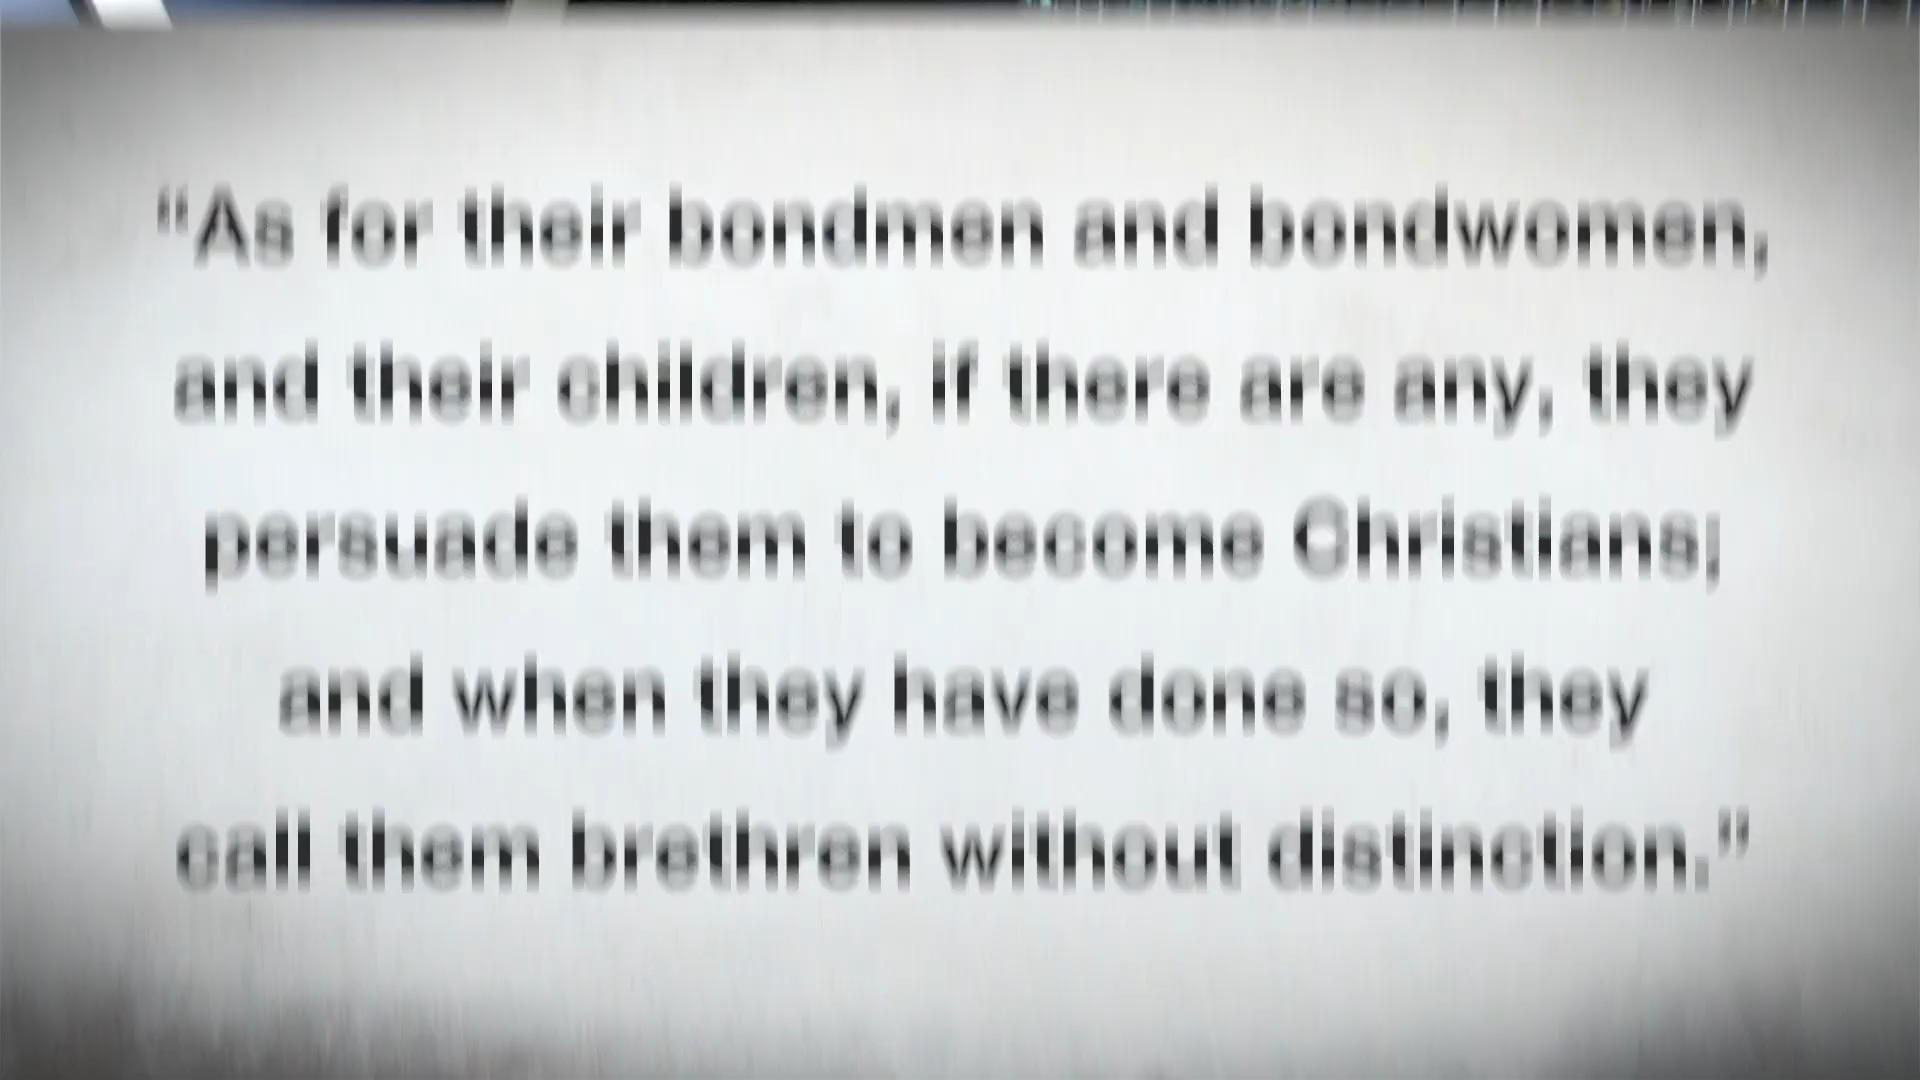 “As for their bondmen and bondwomen,
and their children, if there are any, they
persuade them to become Christians;
and when they have done so, they
call them brethren without distinction.”